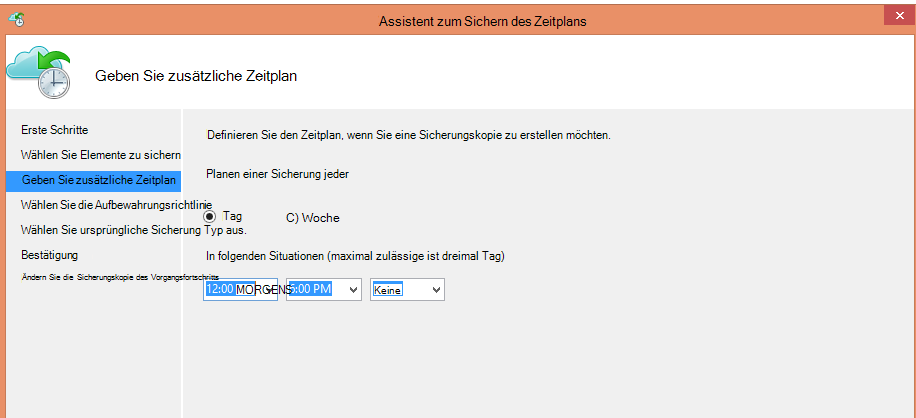 Assistent zum Sichern des Zeitplans
Geben Sie zusätzliche Zeitplan
Erste Schritte
Wählen Sie Elemente zu sichern
Geben Sie zusätzliche Zeitplan
Wählen Sie die Aufbewahrungsrichtlinie
Wählen Sie ursprüngliche Sicherung Typ aus.
Bestätigung
Ändern Sie die Sicherungskopie des Vorgangsfortschritts
Definieren Sie den Zeitplan, wenn Sie eine Sicherungskopie zu erstellen möchten.
Planen einer Sicherung jeder
Tag C) Woche
In folgenden Situationen (maximal zulässige ist dreimal Tag)
12:00 MORGENS :00 PM Keine